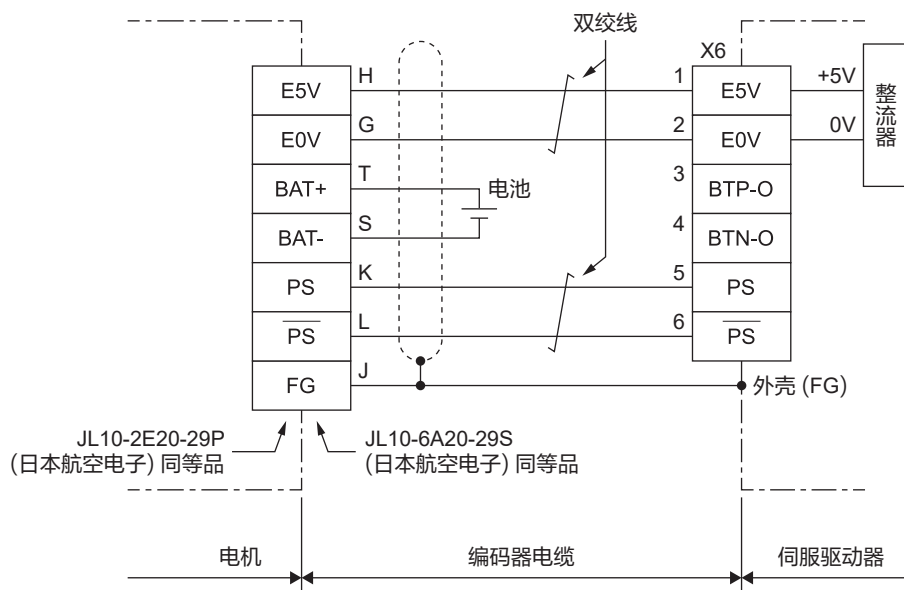 双绞线
X6
E5V H 1 E5V +5V
E0V G 2 E0V 0V
整流器
BAT+ T 电池 3 BTP-O
BAT- S 4 BTN-O
PS K 5 PS
P̅S̅ L 6 P̅S̅
FG J 外壳 (FG)
JL10-2E20-29P
(日本航空电子) 同等品
JL10-6A20-29S
(日本航空电子) 同等品
电机 编码器电缆 伺服驱动器